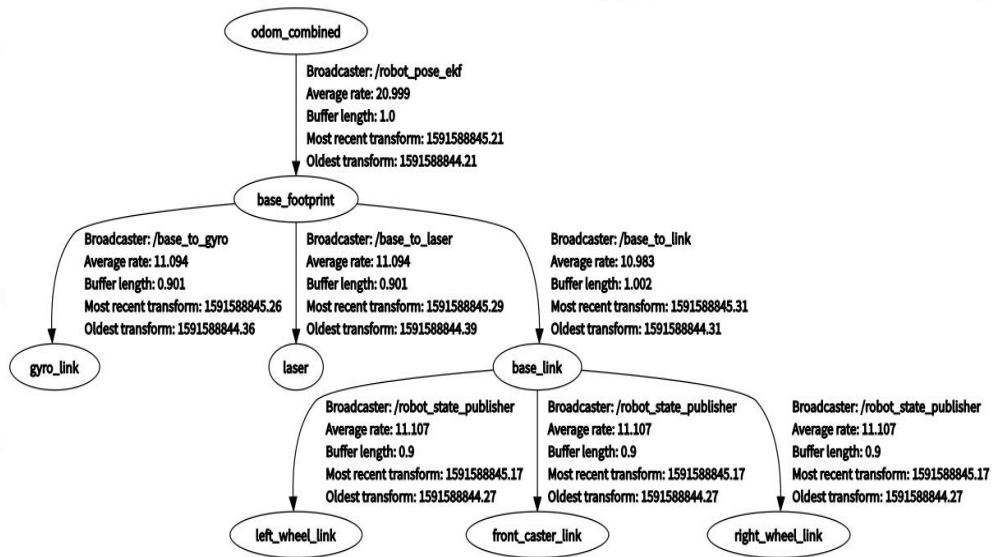 odom_combined
Broadcaster: /robot_pose_ekf
Average rate: 20.999
Buffer length: 1.0
Most recent transform: 1591588845.21
Oldest transform: 1591588844.21
base_footprint
Broadcaster: /base_to_gyro
Average rate: 11.094
Buffer length: 0.901
Most recent transform: 1591588845.26
Oldest transform: 1591588844.36
Broadcaster: /base_to_laser
Average rate: 11.094
Buffer length: 0.901
Most recent transform: 1591588845.29
Oldest transform: 1591588844.39
Broadcaster: /base_to_link
Average rate: 10.983
Buffer length: 1.002
Most recent transform: 1591588845.31
Oldest transform: 1591588844.31
gyro_link
laser
base_link
Broadcaster: /robot_state_publisher
Average rate: 11.107
Buffer length: 0.9
Most recent transform: 1591588845.17
Oldest transform: 1591588844.27
Broadcaster: /robot_state_publisher
Average rate: 11.107
Buffer length: 0.9
Most recent transform: 1591588845.17
Oldest transform: 1591588844.27
Broadcaster: /robot_state_publisher
Average rate: 11.107
Buffer length: 0.9
Most recent transform: 1591588845.17
Oldest transform: 1591588844.27
left_wheel_link
front_caster_link
right_wheel_link